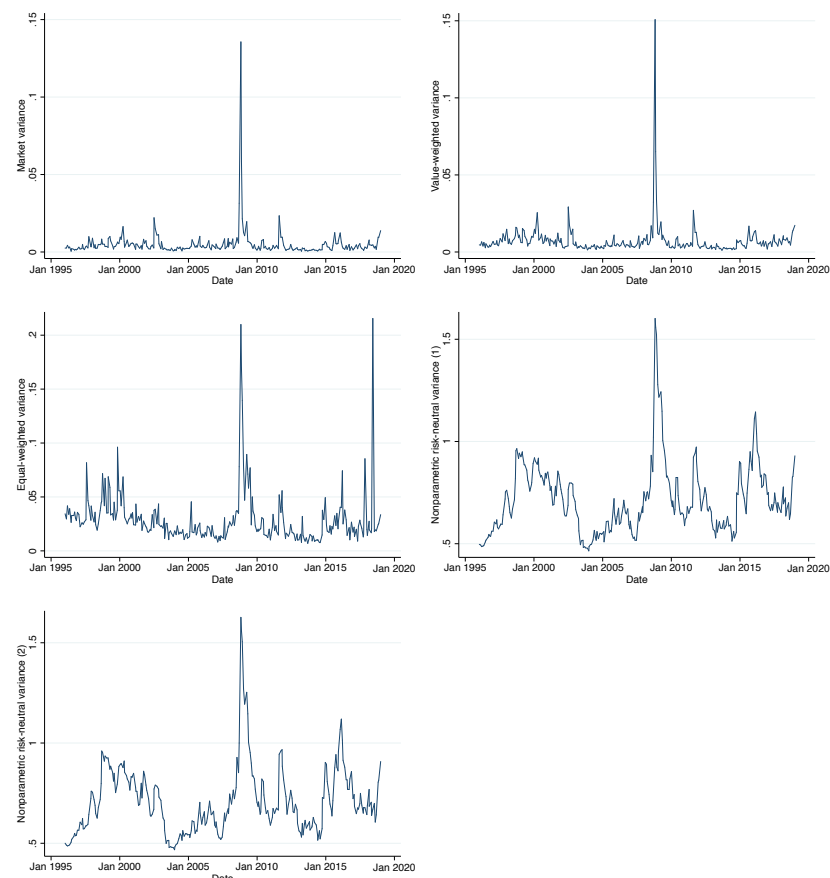 Market variance
.15
.1
.05
0
Jan 1995 Jan 2000 Jan 2005 Jan 2010 Jan 2015 Jan 2020
Date
Value-weighted variance
.15
.1
.05
0
Jan 1995 Jan 2000 Jan 2005 Jan 2010 Jan 2015 Jan 2020
Date
Equal-weighted variance
.2
.15
.1
.05
0
Jan 1995 Jan 2000 Jan 2005 Jan 2010 Jan 2015 Jan 2020
Date
Nonparametric risk-neutral variance (1)
1.5
1
.5
Jan 1995 Jan 2000 Jan 2005 Jan 2010 Jan 2015 Jan 2020
Date
Nonparametric risk-neutral variance (2)
1.5
1
.5
Jan 1995 Jan 2000 Jan 2005 Jan 2010 Jan 2015 Jan 2020
Date